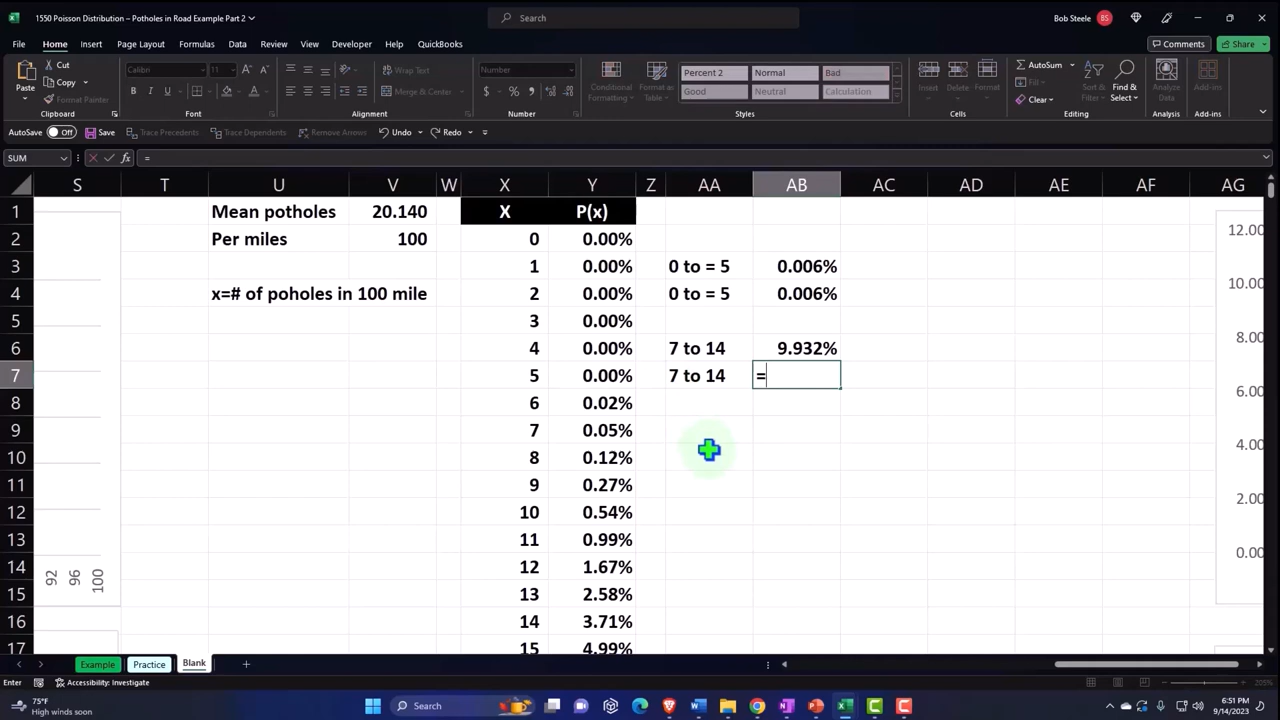 1550 Poisson Distribution – Potholes in Road Example Part 2
Search
Bob Steele
BS
File Home Insert Page Layout Formulas Data Review View Developer Automate Help QuickBooks
Comments
Share
Paste
Cut
Copy
Format Painter
Clipboard
Calibri
11
B I U
Font
Wrap Text
Merge & Center
Alignment
Number
$ % 9
Number
Conditional Formatting
Format as Table
Percent 2 Normal Bad
Good Neutral Calculation
Styles
Insert Delete Format
Cells
AutoSum
Fill
Clear
Sort & Filter
Find & Select
Editing
Analyze Data
Analysis
Add-ins
Add-ins
AutoSave Off Save Trace Precedents Trace Dependents Remove Arrows Undo Redo
SUM fx =
S T U V W X Y Z AA AB AC AD AE AF AG
1 Mean potholes 20.140 X P(x) 12.00
2 Per miles 100 0 0.00%
3 1 0.00% 0 to = 5 0.006% 10.00
4 x=# of poholes in 100 mile 2 0.00% 0 to = 5 0.006%
5 3 0.00% 8.00
6 4 0.00% 7 to 14 9.932%
7 5 0.00% 7 to 14 = 6.00
8 6 0.02%
9 7 0.05% 4.00
10 8 0.12%
11 9 0.27% 2.00
12 10 0.54%
13 11 0.99% 0.00
14 92 96 100 12 1.67%
15 13 2.58%
16 14 3.71%
17 15 4.99%
Example Practice Blank
Enter Accessibility: Investigate 205%
75°F
High winds soon
Search
6:51 PM
9/14/2023